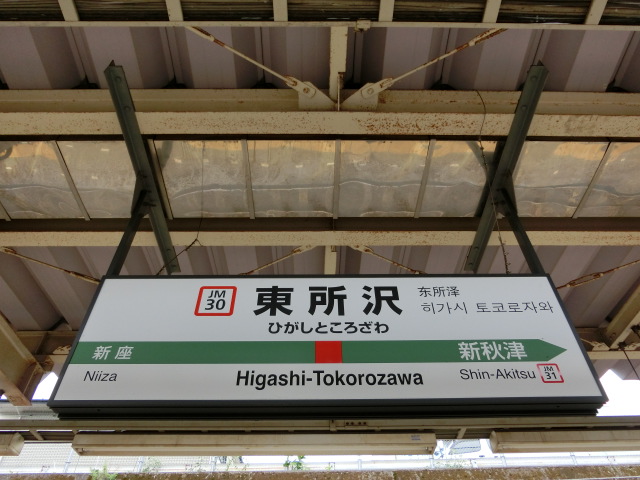 JM
30
東所沢
东所泽
히가시 토코로자와
ひがしところざわ
新座
新秋津
Niiza
Higashi-Tokorozawa
Shin-Akitsu
JM
31